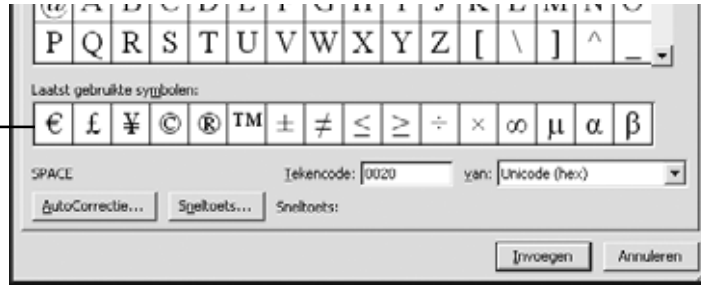 @ A B C D E F G H I J K L M N O
P Q R S T U V W X Y Z [ \ ] ^ _
Laatst gebruikte symbolen:
€ £ ¥ © ® ™ ± ≠ ≤ ≥ ÷ × ∞ µ α β
SPACE Tekencode: 0020 van: Unicode (hex)
AutoCorrectie... Sneltoets... Sneltoets:
Invoegen Annuleren